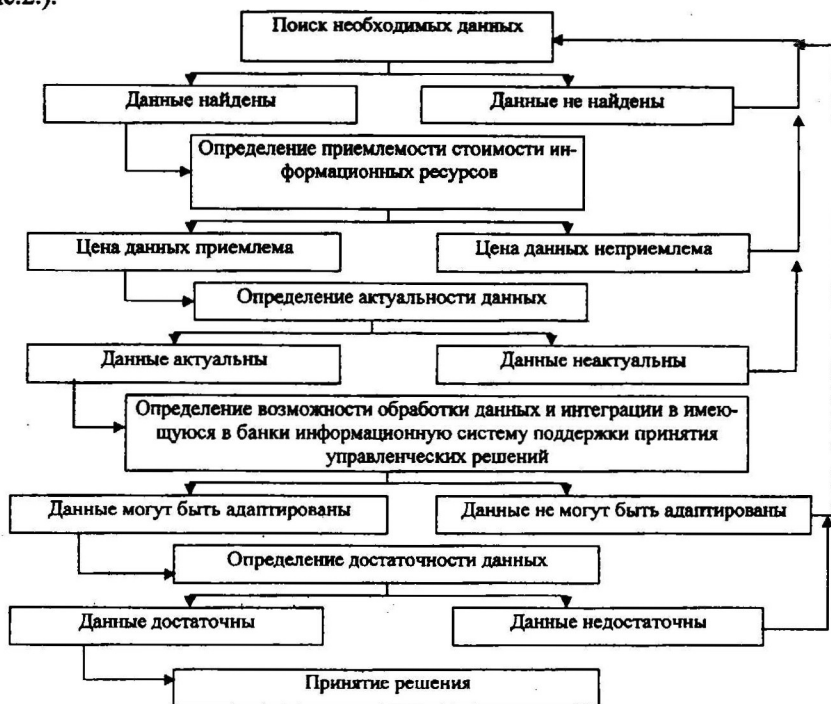 ис.2.).
Поиск необходимых данных
Данные найдены
Данные не найдены
Определение приемлемости стоимости ин-
формационных ресурсов
Цена данных приемлема
Цена данных неприемлема
Определение актуальности данных
Данные актуальны
Данные неактуальны
Определение возможности обработки данных и интеграции в имею-
щуюся в банки информационную систему поддержки принятия
управленческих решений
Данные могут быть адаптированы
Данные не могут быть адаптированы
Определение достаточности данных
Данные достаточны
Данные недостаточны
Принятие решения